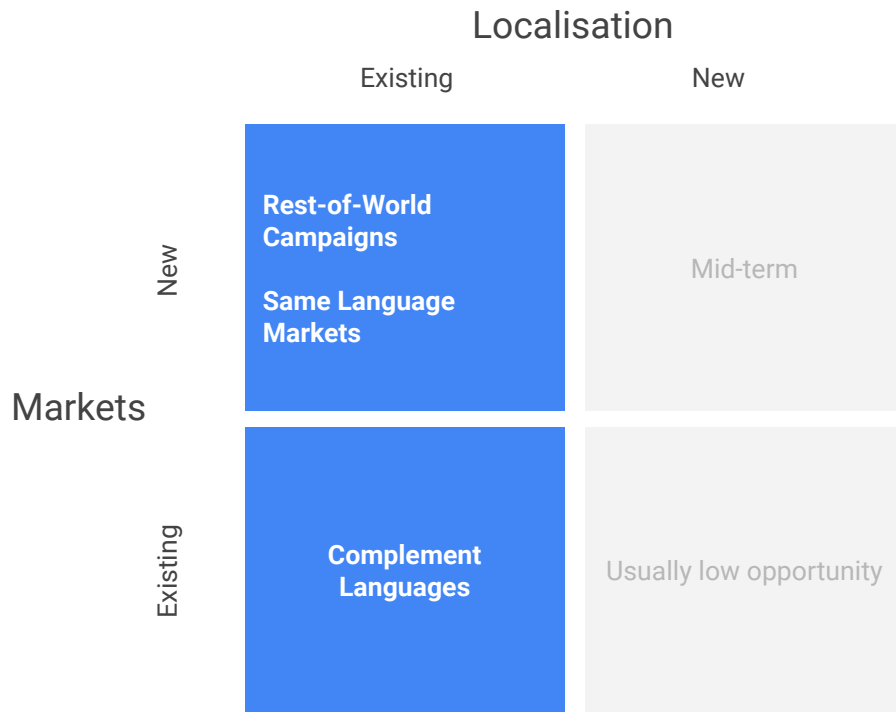 Localisation
Existing
New
New
Rest-of-World
Campaigns
Same Language
Markets
Mid-term
Markets
Existing
Complement
Languages
Usually low opportunity